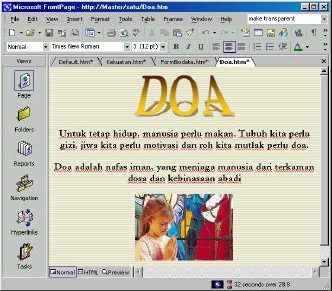 Microsoft FrontPage - http://Master/satu/Doa.htm
File Edit View Insert Format Tools Table Frames Window Help make transparent
Normal Times New Roman 3 (12 pt) B I U
Views Default.htm* Kekuatan.htm* FormBiodata.htm* Doa.htm*
Page
Folders
Reports
Navigation
Hyperlinks
Tasks
DOA
Untuk tetap hidup, manusia perlu makan. Tubuh kita perlu
gizi, jiwa kita perlu motivasi dan roh kita mutlak perlu doa.
Doa adalah nafas iman, yang menjaga manusia dari terkaman
dosa dan kebinasaan abadi
Normal HTML Preview
32 seconds over 28.8